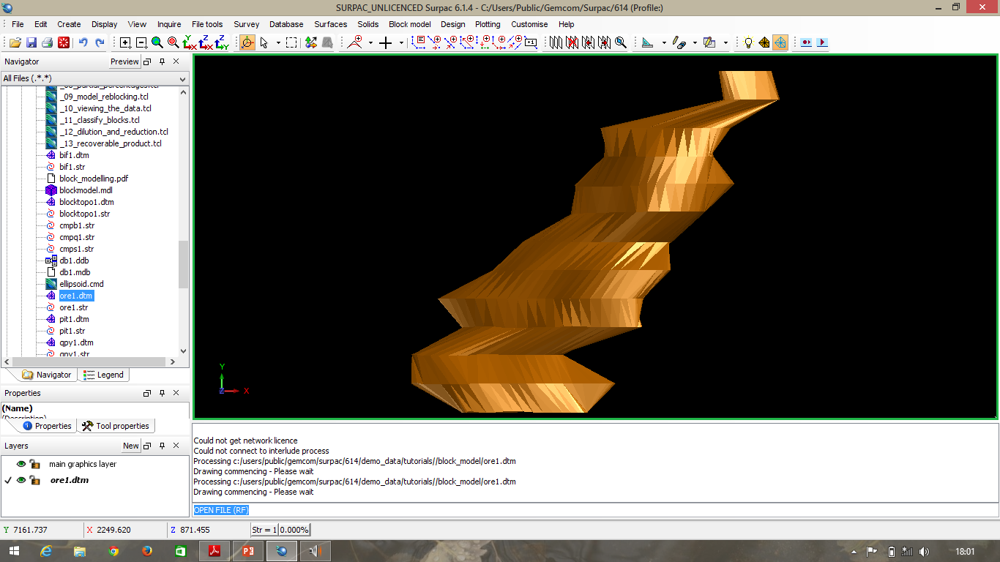 SURPAC_UNLICENCED Surpac 6.1.4 - C:/Users/Public/Gemcom/Surpac/614 (Profile:)
File Edit Create Display View Inquire File tools Survey Database Surfaces Solids Block model Design Plotting Customise Help
Navigator Preview
All Files (.*.*)
_09_model_reblocking.tcl
_10_viewing_the_data.tcl
_11_classify_blocks.tcl
_12_dilution_and_reduction.tcl
_13_recoverable_product.tcl
bif1.dtm
bif1.str
block_modelling.pdf
blockmodel.mdl
blocktopo1.dtm
blocktopo1.str
cmpb1.str
cmpq1.str
cmps1.str
db1.ddb
db1.mdb
ellipsoid.cmd
ore1.dtm
ore1.str
pit1.dtm
pit1.str
qpy1.dtm
qpy1.str
Navigator Legend
Y
Z X
Properties
(Name)
(Description)
Properties Tool properties
Layers New
main graphics layer
ore1.dtm
Could not get network licence
Could not connect to interlude process
Processing c:/users/public/gemcom/surpac/614/demo_data/tutorials//block_model/ore1.dtm
Drawing commencing - Please wait
Processing c:/users/public/gemcom/surpac/614/demo_data/tutorials//block_model/ore1.dtm
Drawing commencing - Please wait
OPEN FILE (RF)
Y 7161.737 X 2249.620 Z 871.455 Str = 1 0.000%
18:01